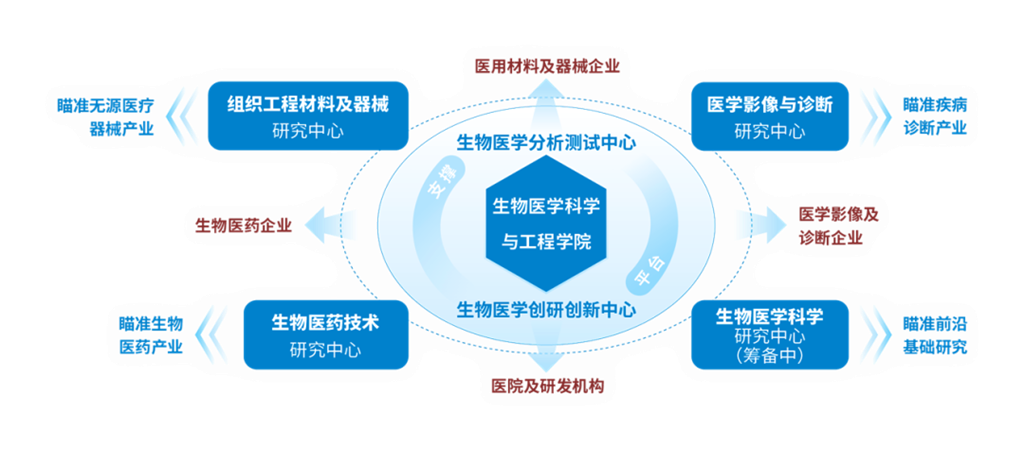 医用材料及器械企业
瞄准无源医疗
器械产业
组织工程材料及器械
研究中心
医学影像与诊断
研究中心
瞄准疾病
诊断产业
生物医学分析测试中心
支撑
生物医学科学
与工程学院
平台
生物医药企业
医学影像及
诊断企业
生物医学创研创新中心
瞄准生物
医药产业
生物医药技术
研究中心
生物医学科学
研究中心
（筹备中）
瞄准前沿
基础研究
医院及研发机构